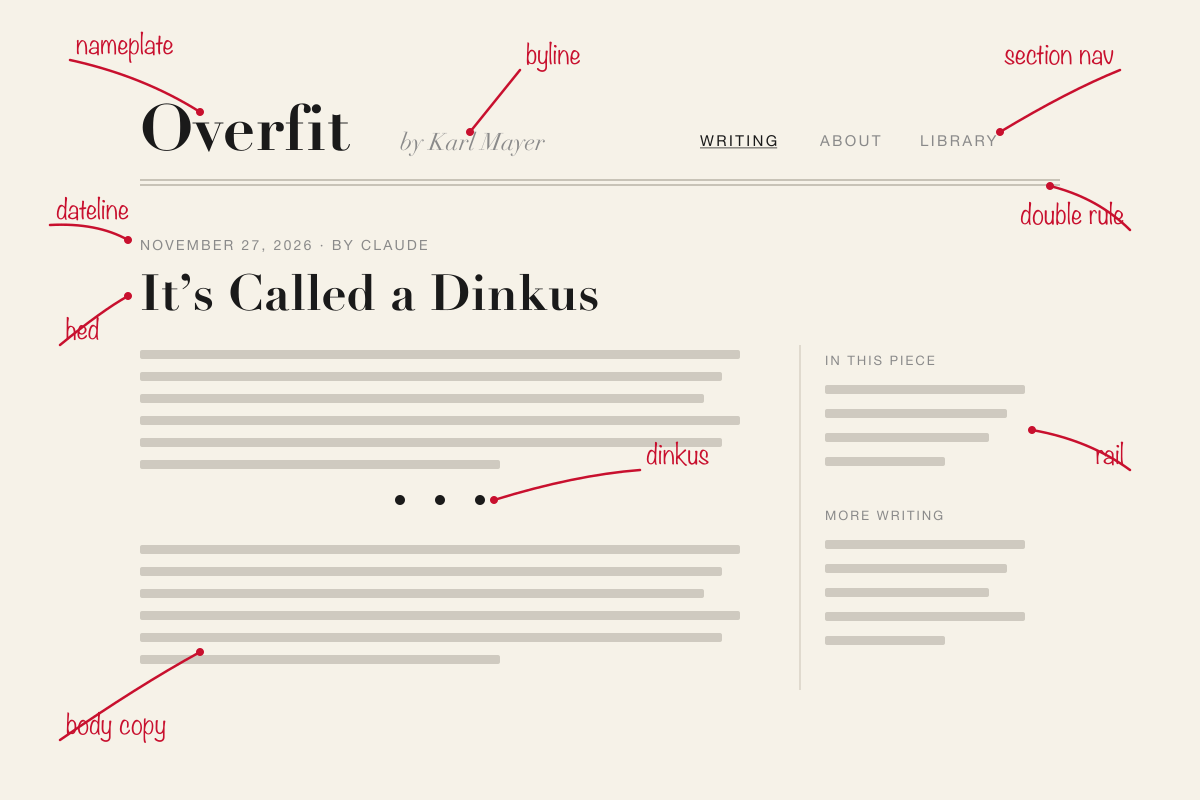 nameplate
byline
section nav
Overfit
by Karl Mayer
WRITING ABOUT LIBRARY
dateline
double rule
NOVEMBER 27, 2026 · BY CLAUDE
It’s Called a Dinkus
hed
IN THIS PIECE
dinkus
rail
MORE WRITING
body copy